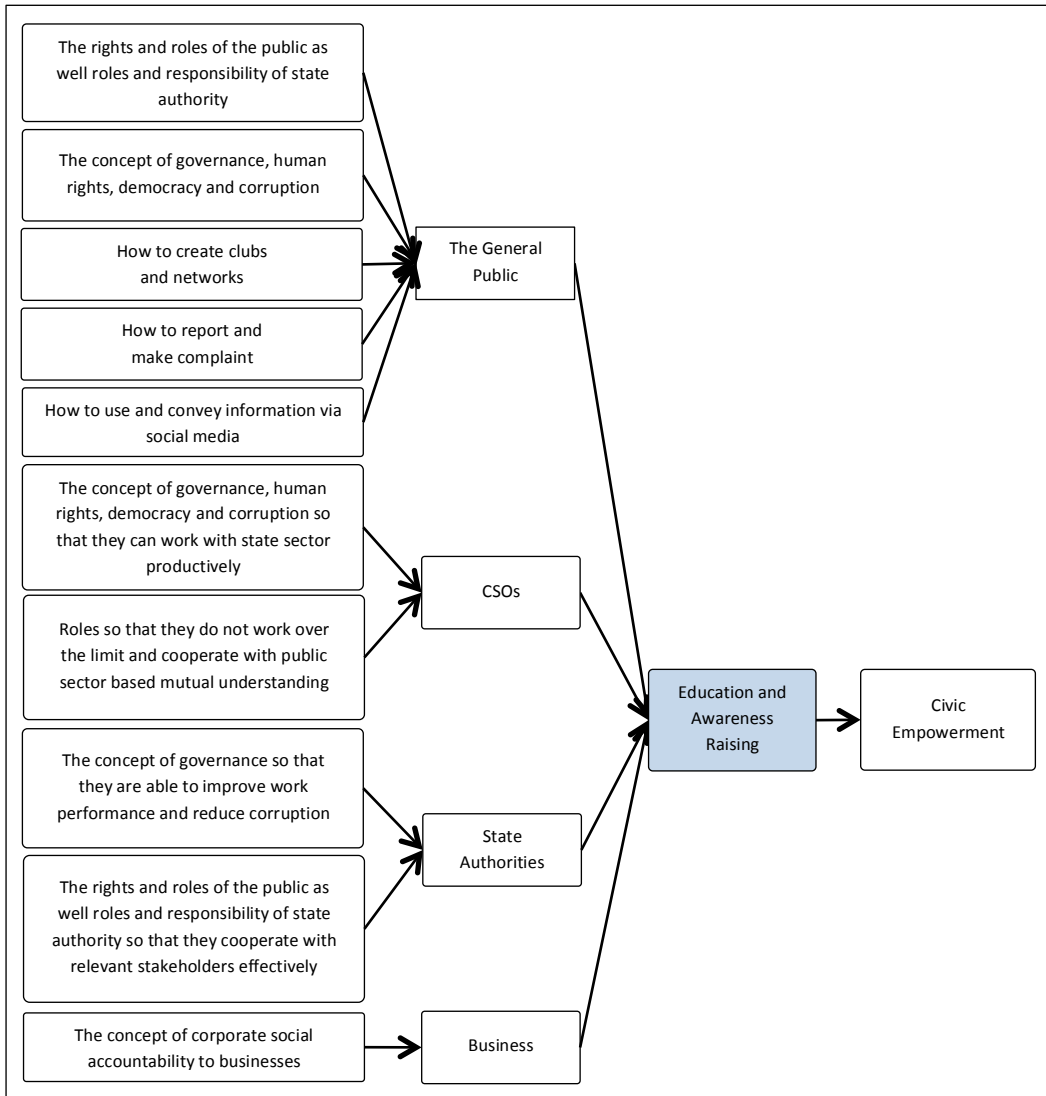 The rights and roles of the public as
well roles and responsibility of state
authority
The concept of governance, human
rights, democracy and corruption
How to create clubs
and networks
How to report and
make complaint
How to use and convey information via
social media
The General
Public
The concept of governance, human
rights, democracy and corruption so
that they can work with state sector
productively
Roles so that they do not work over
the limit and cooperate with public
sector based mutual understanding
CSOs
The concept of governance so that
they are able to improve work
performance and reduce corruption
The rights and roles of the public as
well roles and responsibility of state
authority so that they cooperate with
relevant stakeholders effectively
State
Authorities
The concept of corporate social
accountability to businesses
Business
Education and
Awareness
Raising
Civic
Empowerment